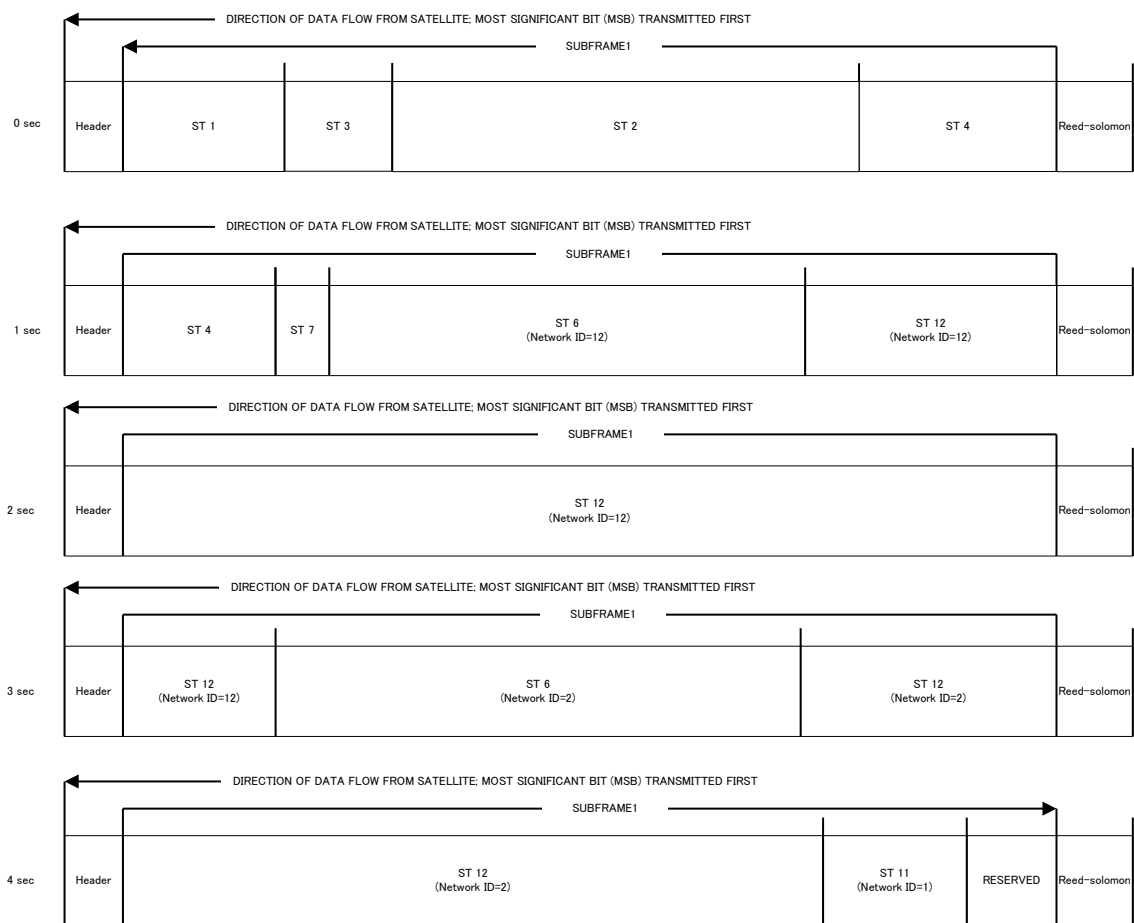 DIRECTION OF DATA FLOW FROM SATELLITE; MOST SIGNIFICANT BIT (MSB) TRANSMITTED FIRST
SUBFRAME1
0 sec Header ST 1 ST 3 ST 2 ST 4 Reed-solomon
DIRECTION OF DATA FLOW FROM SATELLITE; MOST SIGNIFICANT BIT (MSB) TRANSMITTED FIRST
SUBFRAME1
1 sec Header ST 4 ST 7 ST 6 ST 12 Reed-solomon
(Network ID=12) (Network ID=12)
DIRECTION OF DATA FLOW FROM SATELLITE; MOST SIGNIFICANT BIT (MSB) TRANSMITTED FIRST
SUBFRAME1
2 sec Header ST 12 Reed-solomon
(Network ID=12)
DIRECTION OF DATA FLOW FROM SATELLITE; MOST SIGNIFICANT BIT (MSB) TRANSMITTED FIRST
SUBFRAME1
3 sec Header ST 12 ST 6 ST 12 Reed-solomon
(Network ID=12) (Network ID=2) (Network ID=2)
DIRECTION OF DATA FLOW FROM SATELLITE; MOST SIGNIFICANT BIT (MSB) TRANSMITTED FIRST
SUBFRAME1
4 sec Header ST 12 ST 11 RESERVED Reed-solomon
(Network ID=2) (Network ID=1)